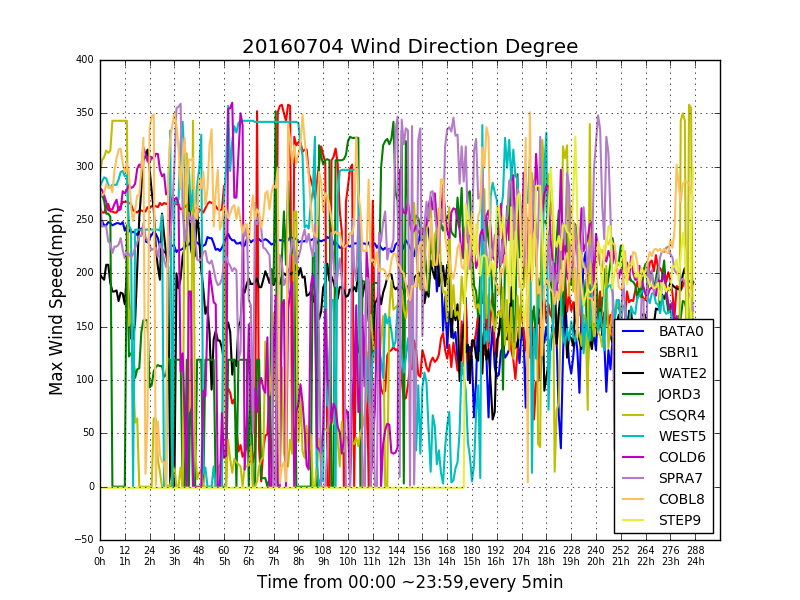 20160704 Wind Direction Degree
400
350
300
250
200
150
100
50
0
−50
Max Wind Speed(mph)
BATA0
SBRI1
WATE2
JORD3
CSQR4
WEST5
COLD6
SPRA7
COBL8
STEP9
0 12 24 36 48 60 72 84 96 108 120 132 144 156 168 180 192 204 216 228 240 252 264 276 288
0h 1h 2h 3h 4h 5h 6h 7h 8h 9h 10h 11h 12h 13h 14h 15h 16h 17h 18h 19h 20h 21h 22h 23h 24h
Time from 00:00 ~23:59,every 5min